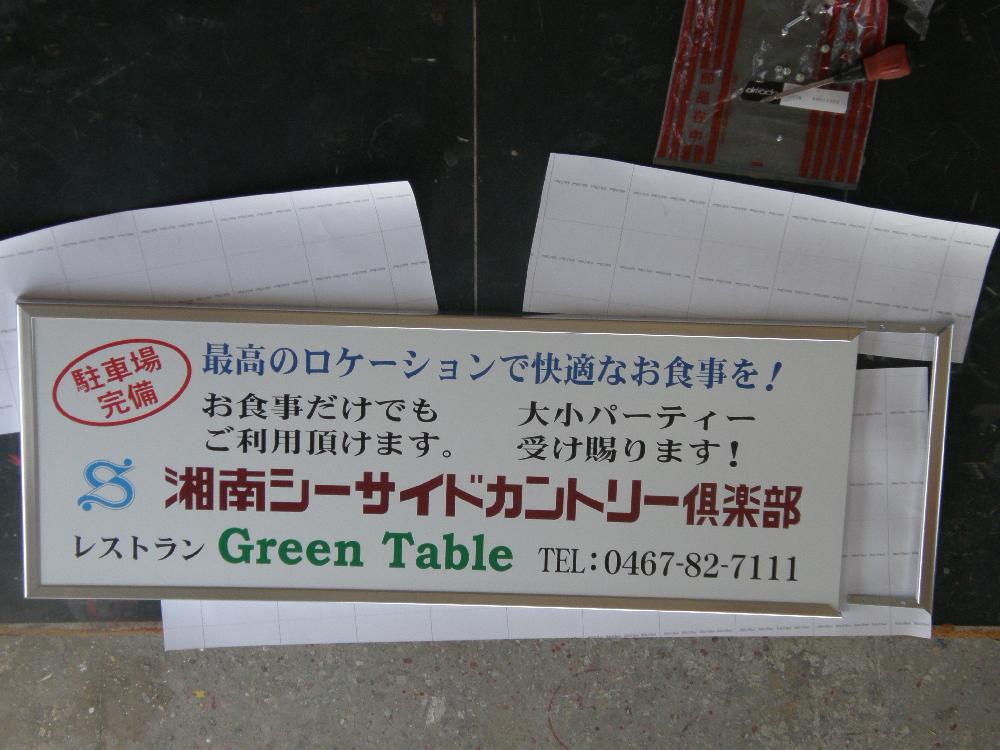 駐車場
完備
最高のロケーションで快適なお食事を！
お食事だけでも
ご利用頂けます。
大小パーティー
受け賜ります！
S
湘南シーサイドカントリー倶楽部
レストラン Green Table TEL：0467-82-7111